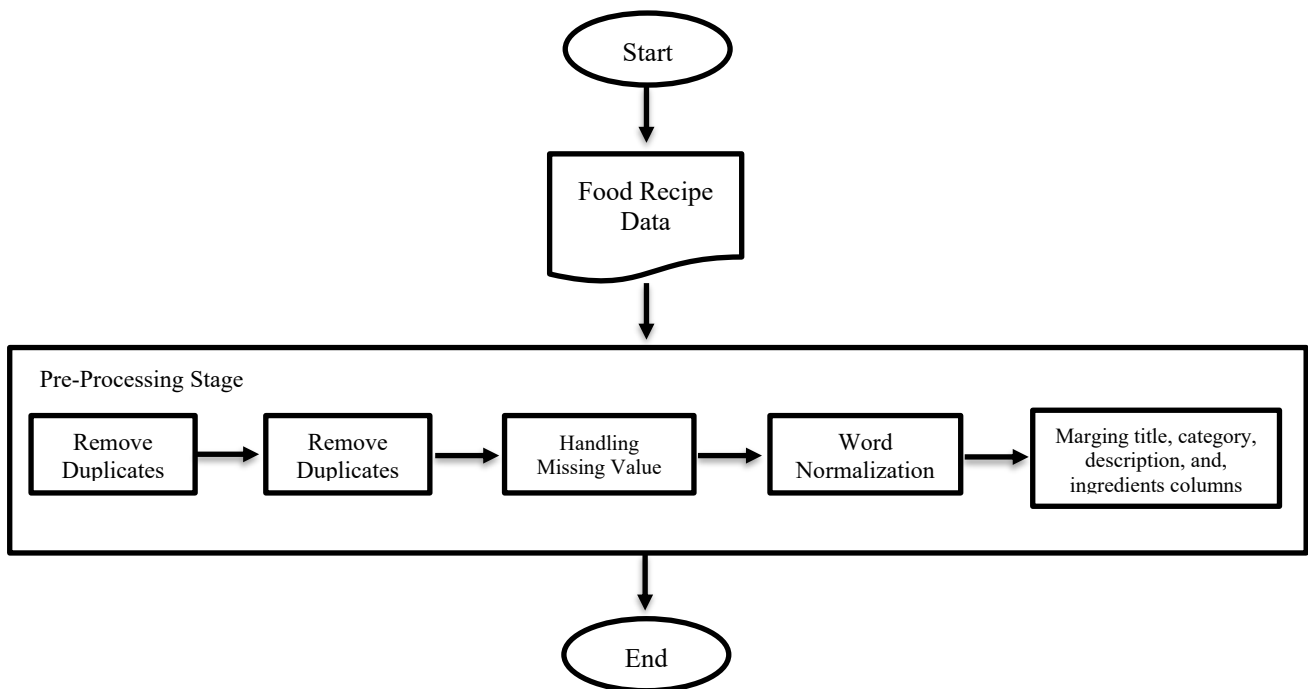 Start
Food Recipe
Data
Pre-Processing Stage
Remove
Duplicates
Remove
Duplicates
Handling
Missing Value
Word
Normalization
Marging title, category,
description, and,
ingredients columns
End